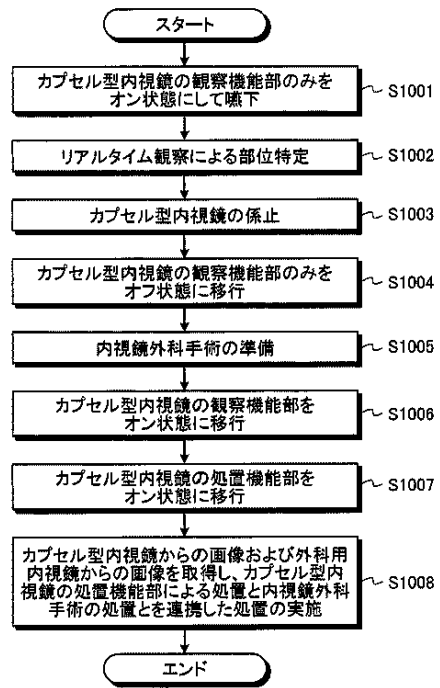 スタート
カプセル型内視鏡の観察機能部のみを
オン状態にして嚥下
S1001
リアルタイム観察による部位特定
S1002
カプセル型内視鏡の係止
S1003
カプセル型内視鏡の観察機能部のみを
オフ状態に移行
S1004
内視鏡外科手術の準備
S1005
カプセル型内視鏡の観察機能部を
オン状態に移行
S1006
カプセル型内視鏡の処置機能部を
オン状態に移行
S1007
カプセル型内視鏡からの画像および外科用
内視鏡からの画像を取得し、カプセル型内
視鏡の処置機能部による処置と内視鏡外科
手術の処置とを連携した処置の実施
S1008
エンド